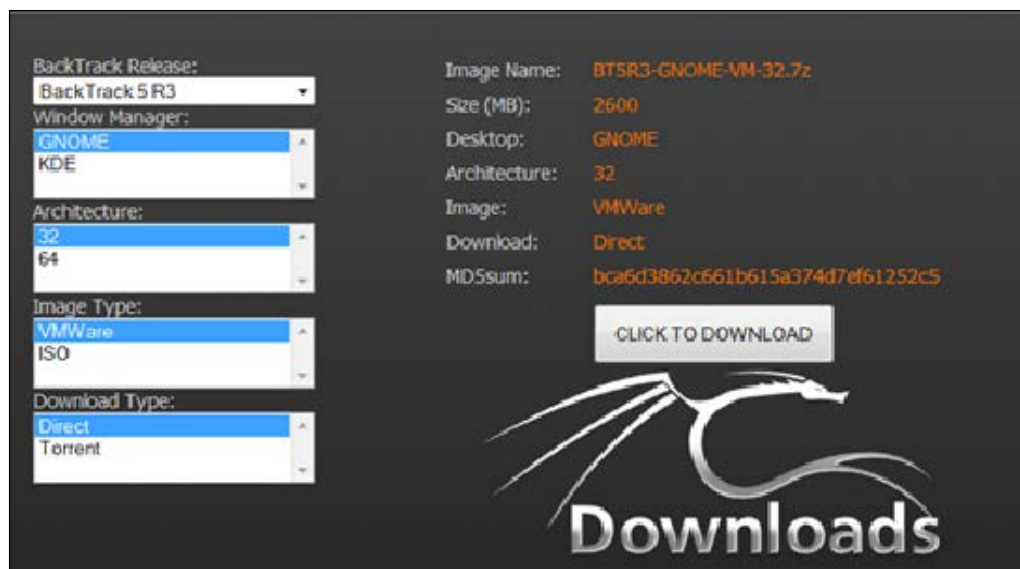 BackTrack Release:
BackTrack 5 R3
Window Manager:
GNOME
KDE
Architecture:
32
64
Image Type:
VMWare
ISO
Download Type:
Direct
Torrent
Image Name: BT5R3-GNOME-VM-32.7z
Size (MB): 2600
Desktop: GNOME
Architecture: 32
Image: VMWare
Download: Direct
MD5sum: bca6d3862c661b615a374d7ef61252c5
CLICK TO DOWNLOAD
Downloads